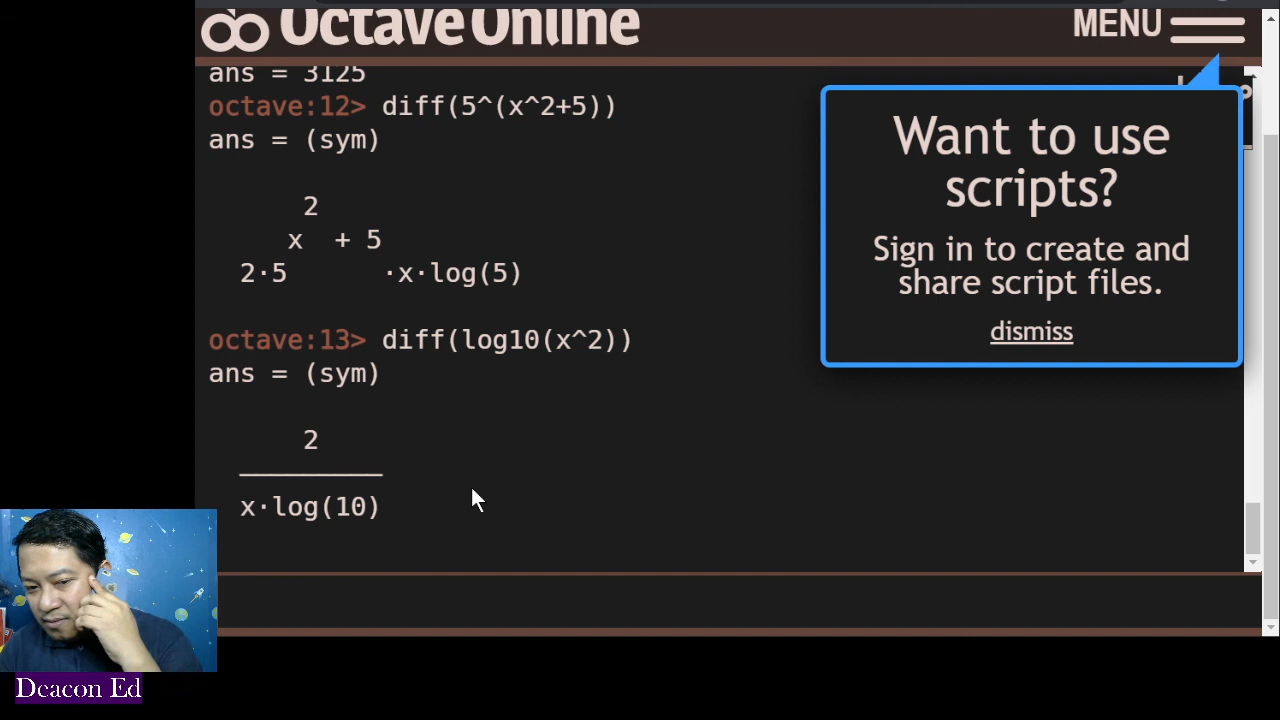 Octave Online
MENU
ans = 3125
octave:12> diff(5^(x^2+5))
ans = (sym)
2
x + 5
2·5 ·x·log(5)
octave:13> diff(log10(x^2))
ans = (sym)
2
─────────
x·log(10)
Want to use
scripts?
Sign in to create and
share script files.
dismiss
Deacon Ed